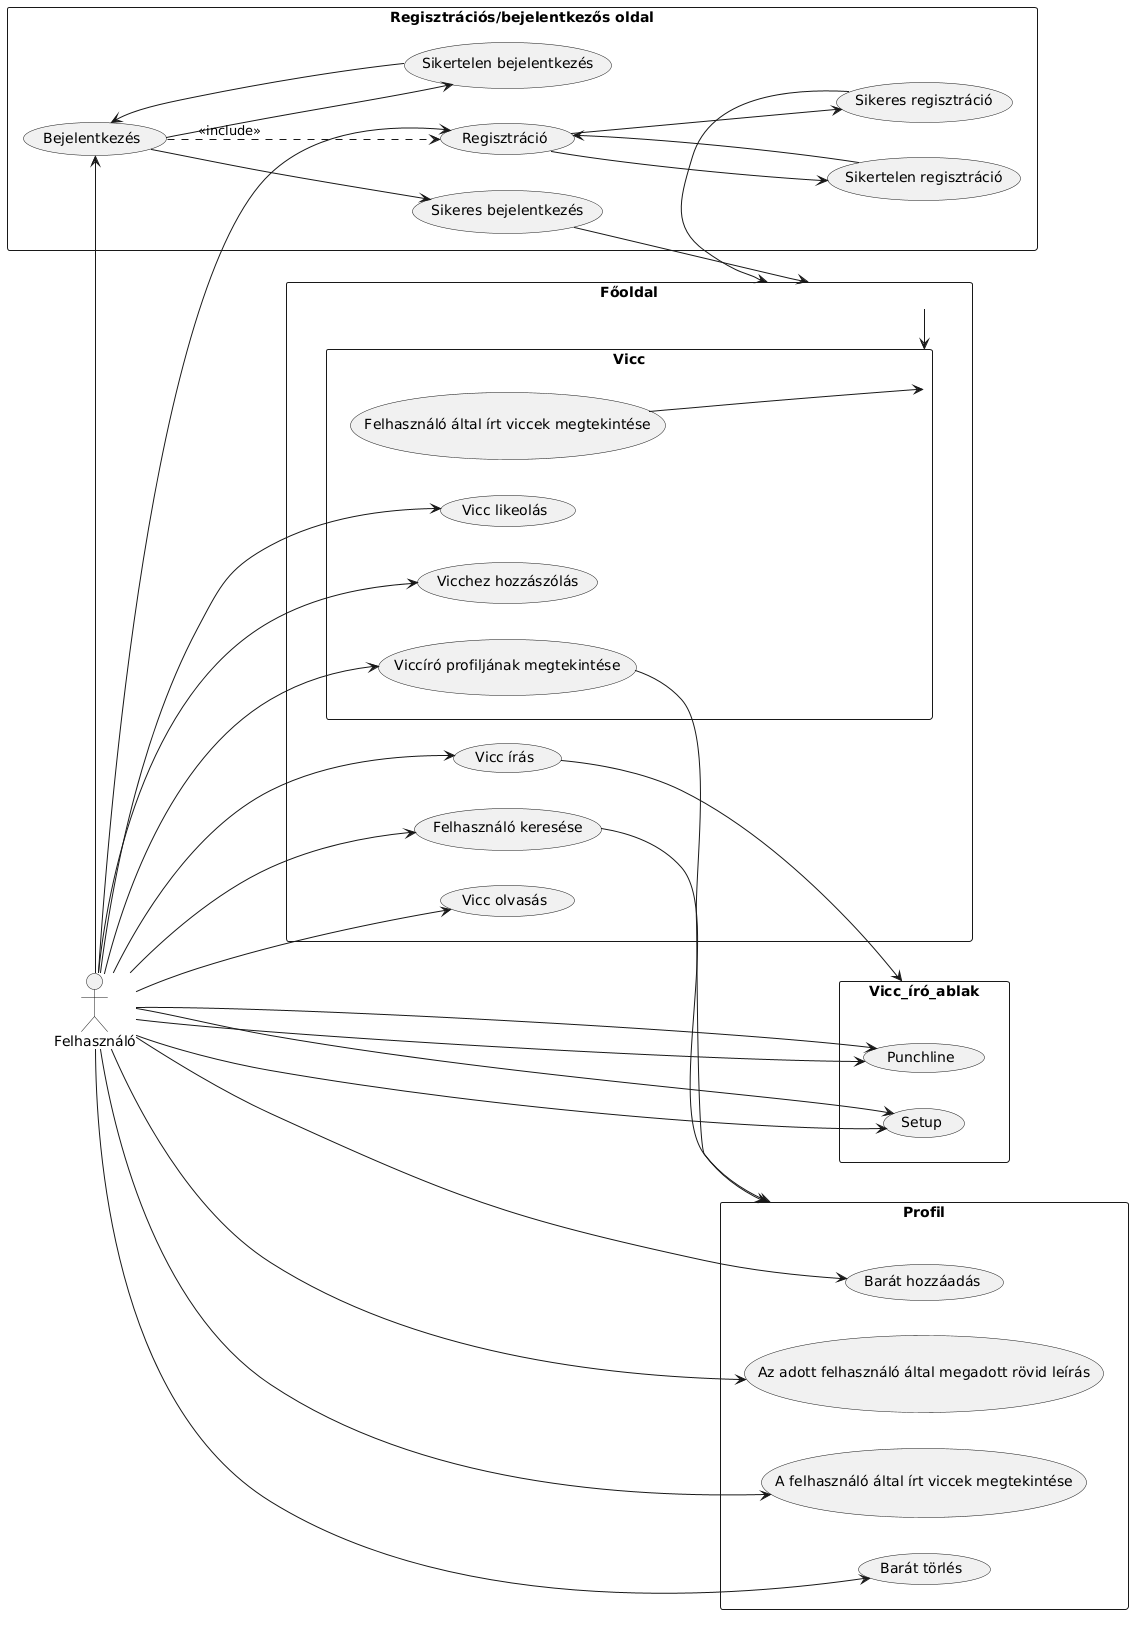 Regisztrációs/bejelentkezős oldal
Sikertelen bejelentkezés
Sikeres regisztráció
«include»
Bejelentkezés
Regisztráció
Sikertelen regisztráció
Sikeres bejelentkezés
Főoldal
Vicc
Felhasználó által írt viccek megtekintése
Vicc likeolás
Vicchez hozzászólás
Viccíró profiljának megtekintése
Vicc írás
Felhasználó keresése
Vicc olvasás
Vicc_író_ablak
Felhasználó
Punchline
Setup
Profil
Barát hozzáadás
Az adott felhasználó által megadott rövid leírás
A felhasználó által írt viccek megtekintése
Barát törlés